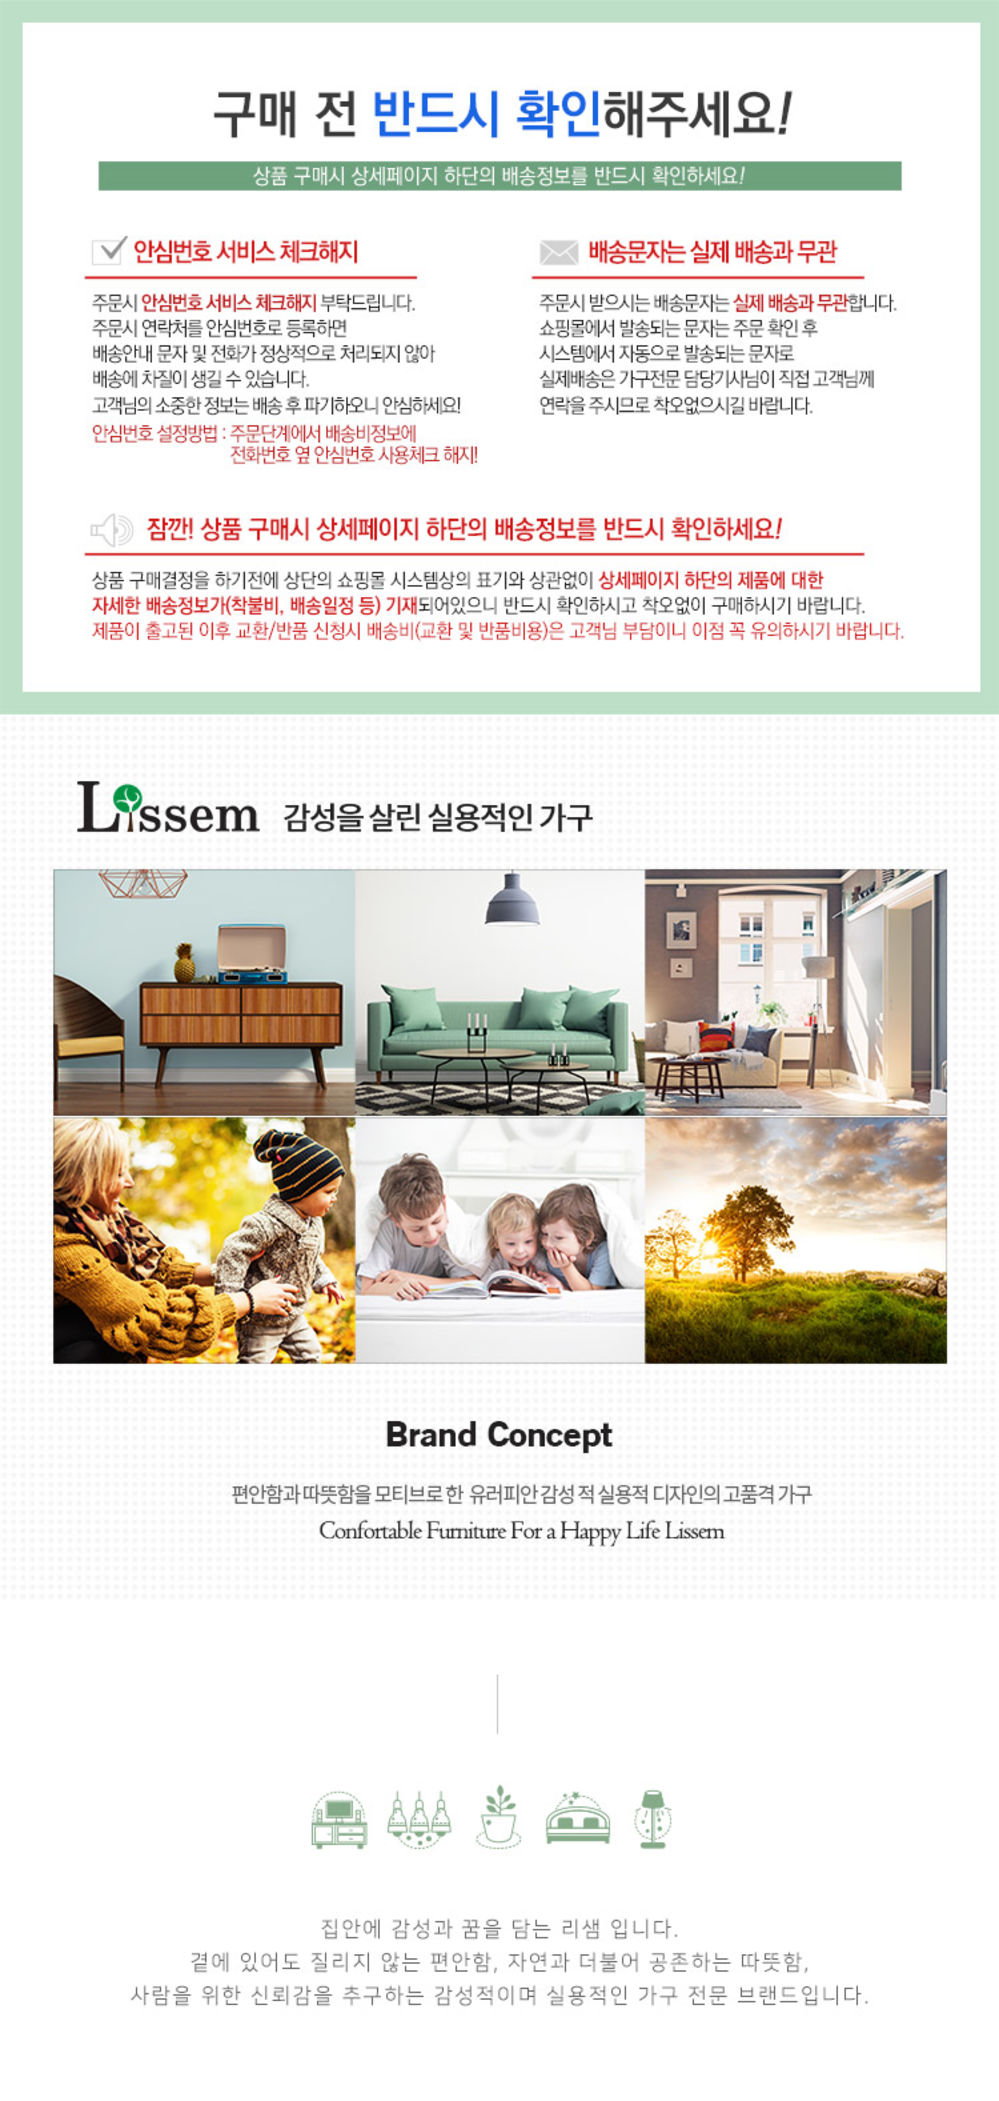 구매 전 반드시 확인해주세요!
상품 구매시 상세페이지 하단의 배송정보를 반드시 확인하세요!
안심번호 서비스 체크해지
주문시 안심번호 서비스 체크해지 부탁드립니다.
주문시 연락처를 안심번호로 등록하면
배송안내 문자 및 전화가 정상적으로 처리되지 않아
배송에 차질이 생길 수 있습니다.
고객님의 소중한 정보는 배송 후 파기하오니 안심하세요!
안심번호 설정방법 : 주문단계에서 배송비정보에
전화번호 옆 안심번호 사용체크 해지!
배송문자는 실제 배송과 무관
주문시 받으시는 배송문자는 실제 배송과 무관합니다.
쇼핑몰에서 발송되는 문자는 주문 확인 후
시스템에서 자동으로 발송되는 문자로
실제배송은 가구전문 담당기사님이 직접 고객님께
연락을 주시므로 착오없으시길 바랍니다.
잠깐! 상품 구매시 상세페이지 하단의 배송정보를 반드시 확인하세요!
상품 구매결정을 하기전에 상단의 쇼핑몰 시스템상의 표기와 상관없이 상세페이지 하단의 제품에 대한
자세한 배송정보가(착불비, 배송일정 등) 기재되어있으니 반드시 확인하시고 착오없이 구매하시기 바랍니다.
제품이 출고된 이후 교환/반품 신청시 배송비(교환 및 반품비용)은 고객님 부담이니 이점 꼭 유의하시기 바랍니다.
Lissem 감성을 살린 실용적인 가구
Brand Concept
편안함과 따뜻함을 모티브로 한 유러피안 감성 적 실용적 디자인의 고품격 가구
Confortable Furniture For a Happy Life Lissem
집안에 감성과 꿈을 담는 리샘 입니다.
곁에 있어도 질리지 않는 편안함, 자연과 더불어 공존하는 따뜻함,
사람을 위한 신뢰감을 추구하는 감성적이며 실용적인 가구 전문 브랜드입니다.